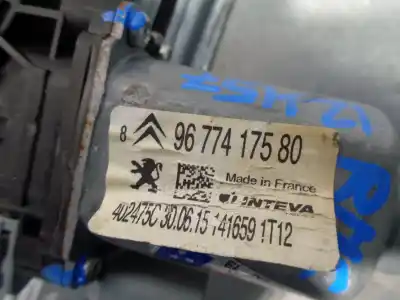 8 96 774 175 80
Made in France
INTEVA
402475C 30.06.15 141659 1T12